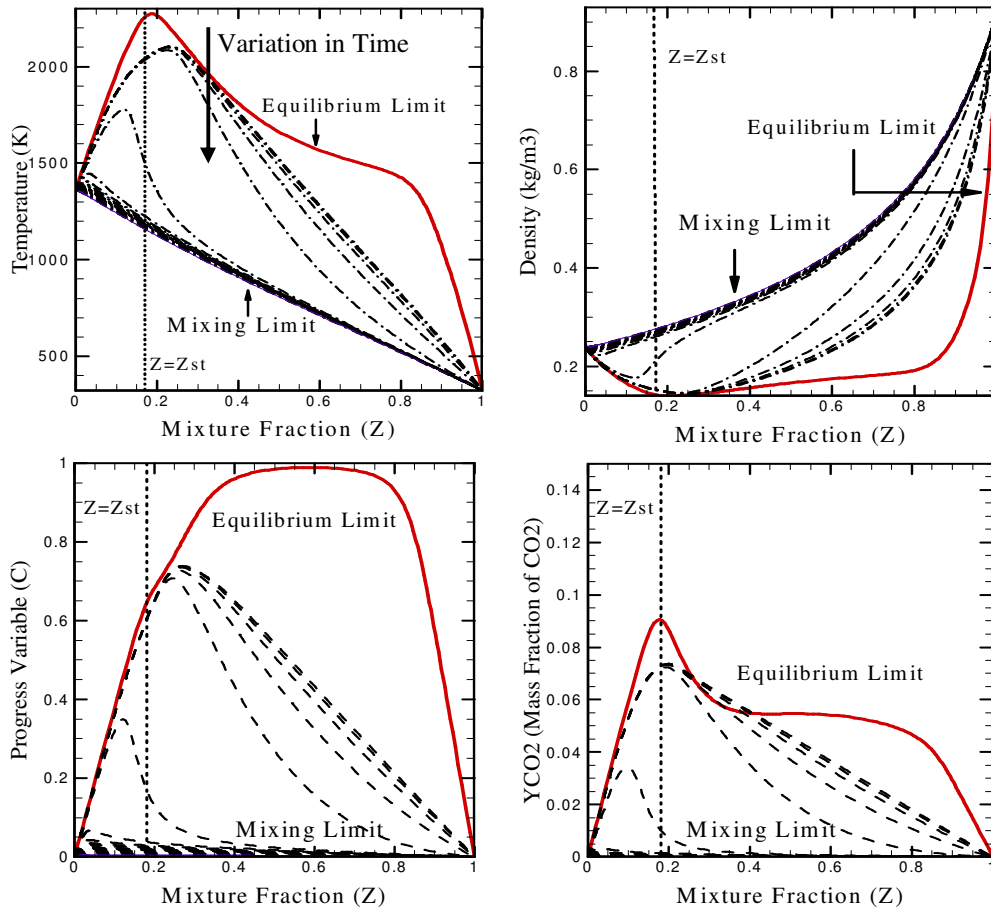 Variation in Time
Equilibrium Limit
Mixing Limit
Z=Zst
Temperature (K)
2000
1500
1000
500
0
0.2
0.4
0.6
0.8
1
Mixture Fraction (Z)
Z=Zst
Equilibrium Limit
Mixing Limit
Density (kg/m3)
0.8
0.6
0.4
0.2
0
0.2
0.4
0.6
0.8
Mixture Fraction (Z)
Z=Zst
Equilibrium Limit
Mixing Limit
Progress Variable (C)
1
0.8
0.6
0.4
0.2
0
0
0.2
0.4
0.6
0.8
1
Mixture Fraction (Z)
Z=Zst
Equilibrium Limit
Mixing Limit
YCO2 (Mass Fraction of CO2)
0.14
0.12
0.1
0.08
0.06
0.04
0.02
0
0
0.2
0.4
0.6
0.8
1
Mixture Fraction (Z)